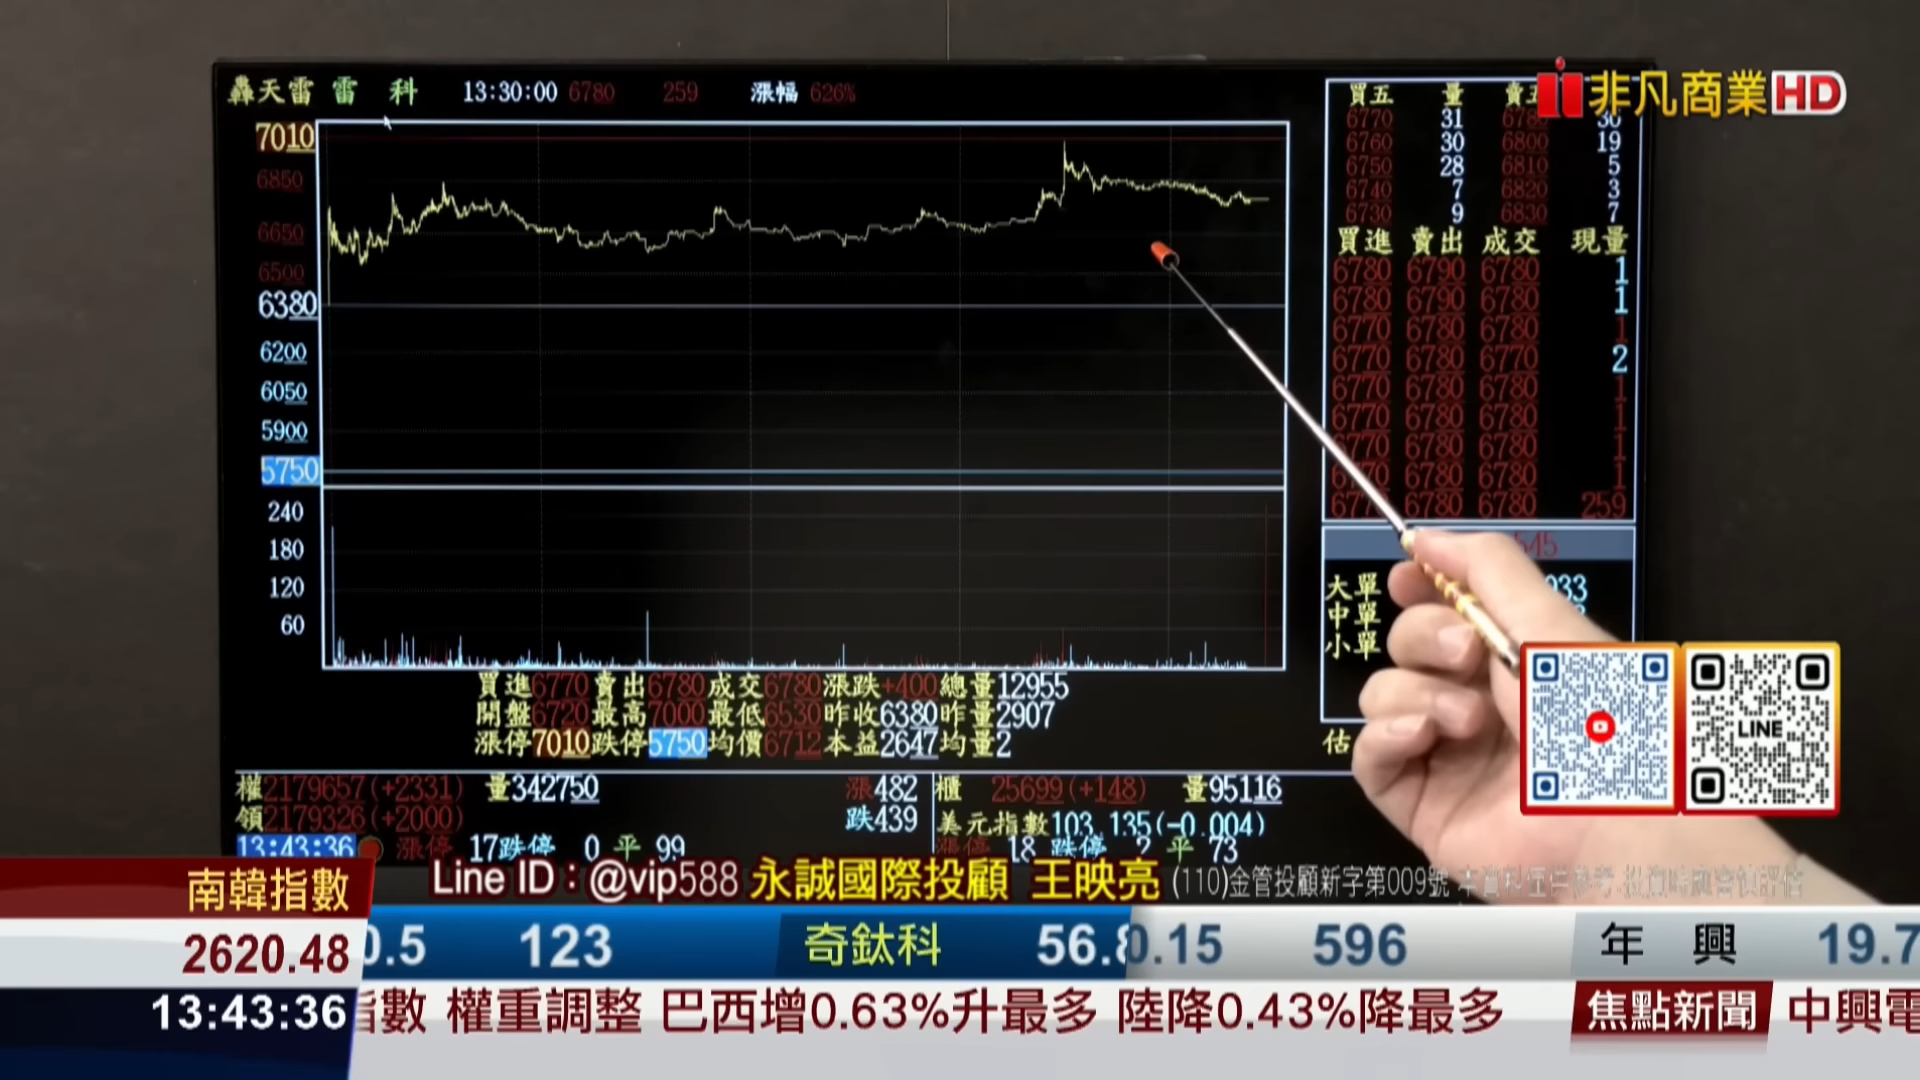 轟天雷 雷 科 13:30:00 6780 259 漲幅 626%
非凡商業HD
7010
6850
6650
6500
6380
6200
6050
5900
5750
240
180
120
60
買五 量
6770 31
6760 30 6800 19
6750 28 6810 5
6740 7 6820 3
6730 9 6830 7
買進 賣出 成交 現量
6780 6790 6780 1
6780 6790 6780 1
6770 6780 6780 1
6770 6780 6770 2
6770 6780 6780 1
6770 6780 6780 1
6780 6780 1
6780 6780 1
6780 6780 259
545
大單
中單
小單
估
買進6770賣出6780成交6780漲跌+400總量12955
開盤6720最高7000最低6530昨收6380昨量2907
漲停7010跌停5750均價6712本益2647均量2
權2179657(+2331) 量342750 漲482 櫃 25699(+148) 量95116
領2179326(+2000) 跌439 美元指數103.135(-0.004)
13:43:36 漲停 17跌停 0 平 99 漲停 18 跌停 2 平 73
LINE
Line ID：@vip588 永誠國際投顧 王映亮 (110)金管投顧新字第009號
南韓指數
2620.48
13:43:36
0.5 123 奇鈦科 56.8
0.15 596 年興 19.7
指數 權重調整 巴西增0.63%升最多 陸降0.43%降最多 焦點新聞 中興電